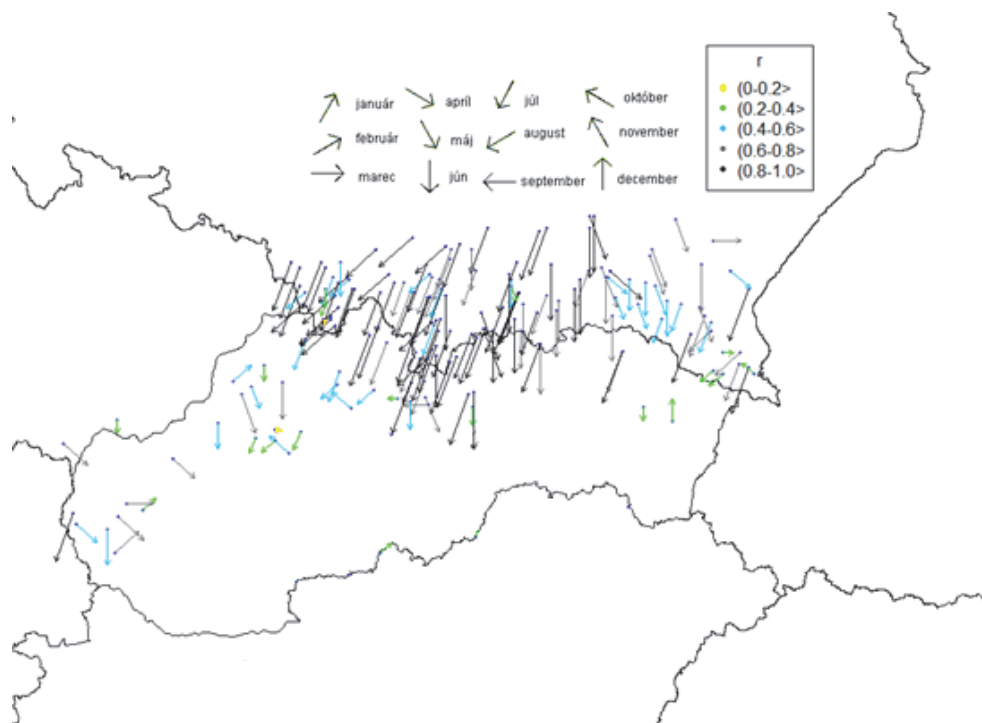 január apríl júl október
február máj august november
marec jún september december
r
(0-0.2>
(0.2-0.4>
(0.4-0.6>
(0.6-0.8>
(0.8-1.0>